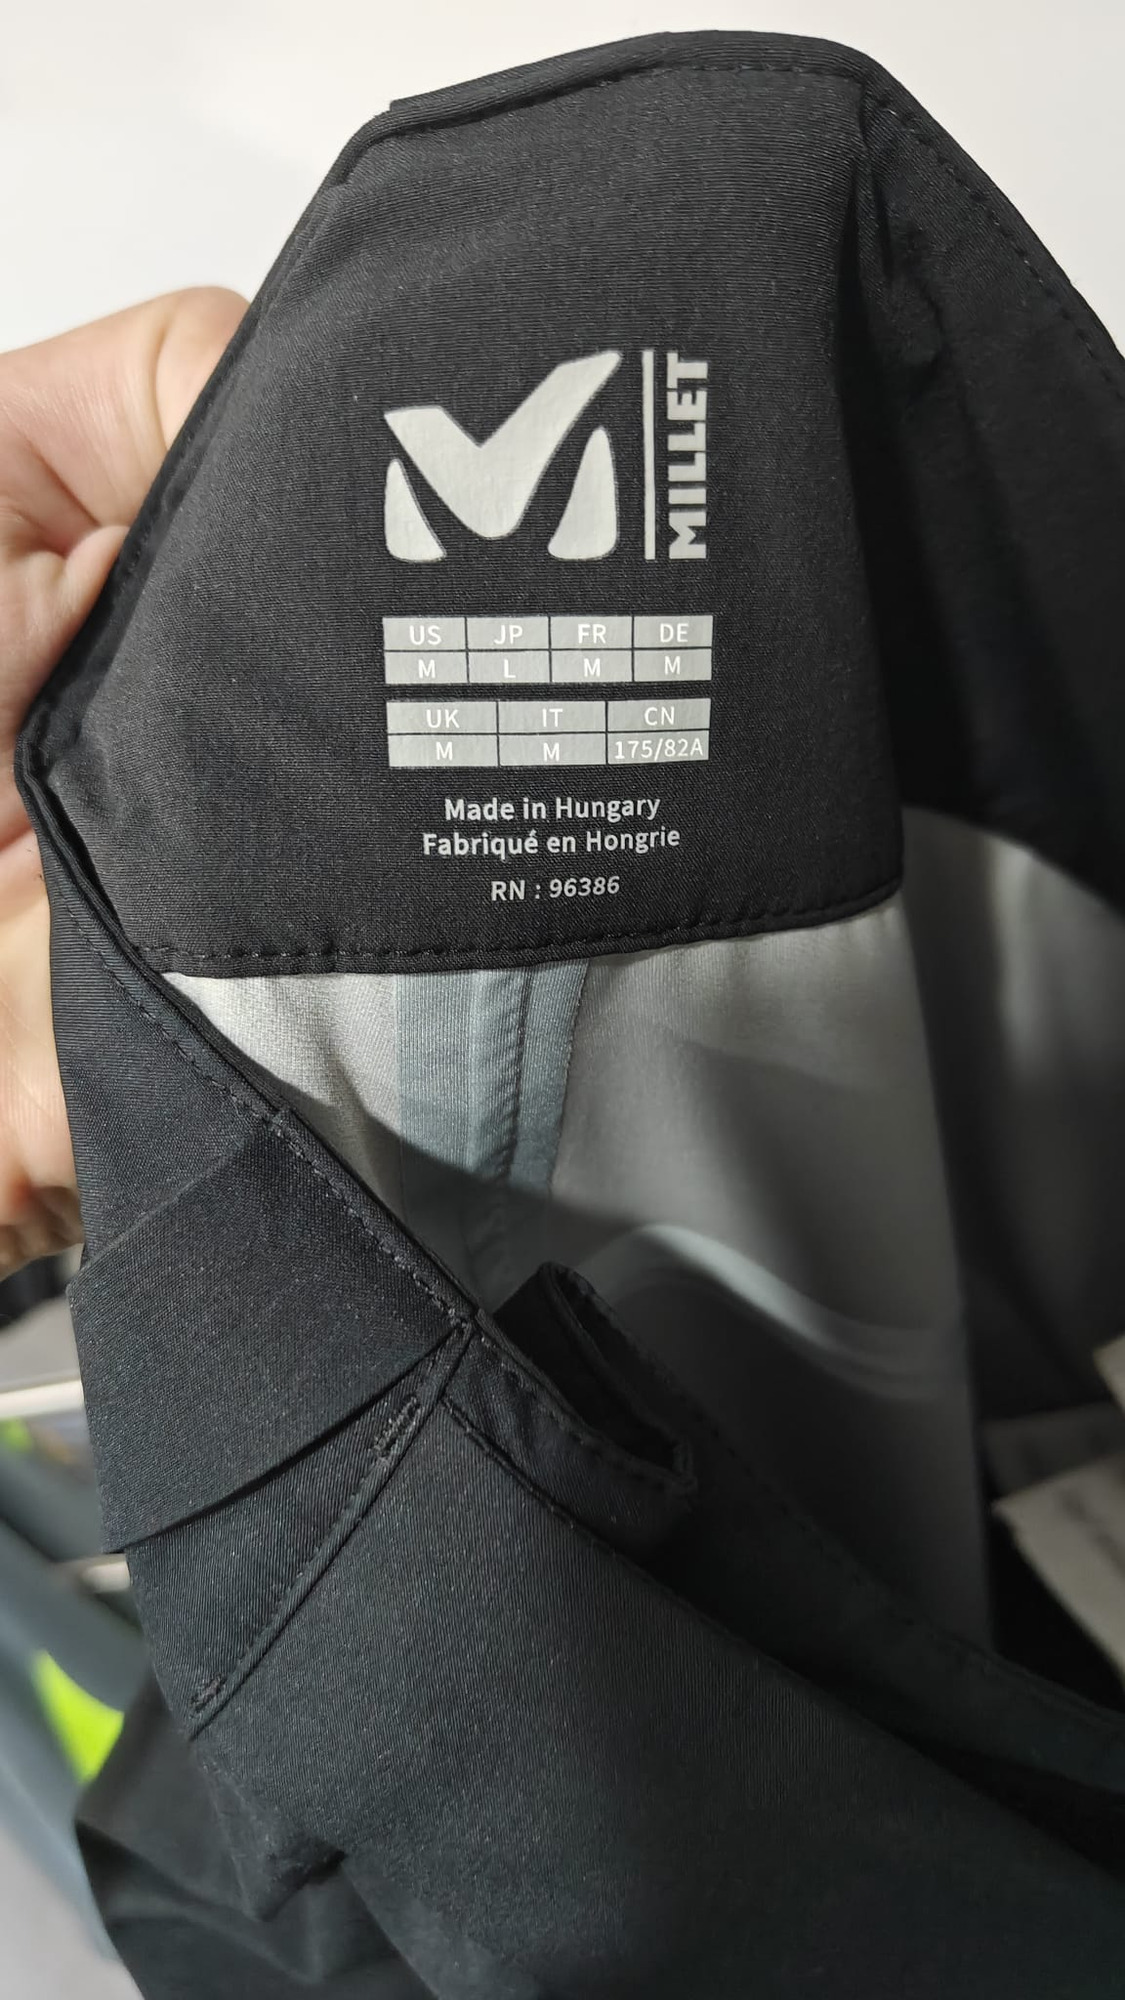 MILLET
US JP FR DE
M L M M
UK IT CN
M M 175/82A
Made in Hungary
Fabriqué en Hongrie
RN : 96386